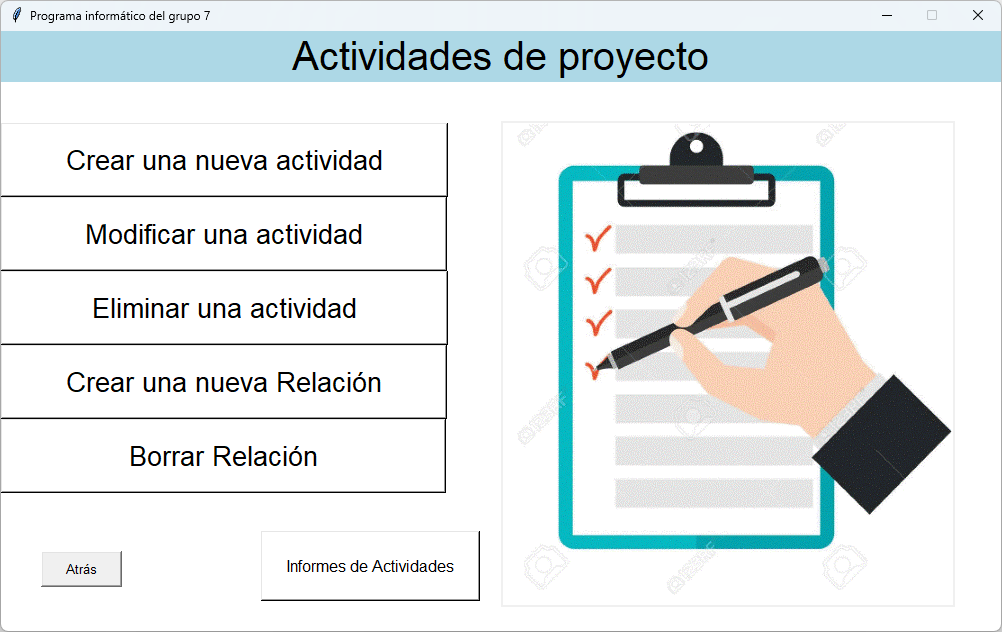 Programa informático del grupo 7
Actividades de proyecto
Crear una nueva actividad
Modificar una actividad
Eliminar una actividad
Crear una nueva Relación
Borrar Relación
Atrás
Informes de Actividades